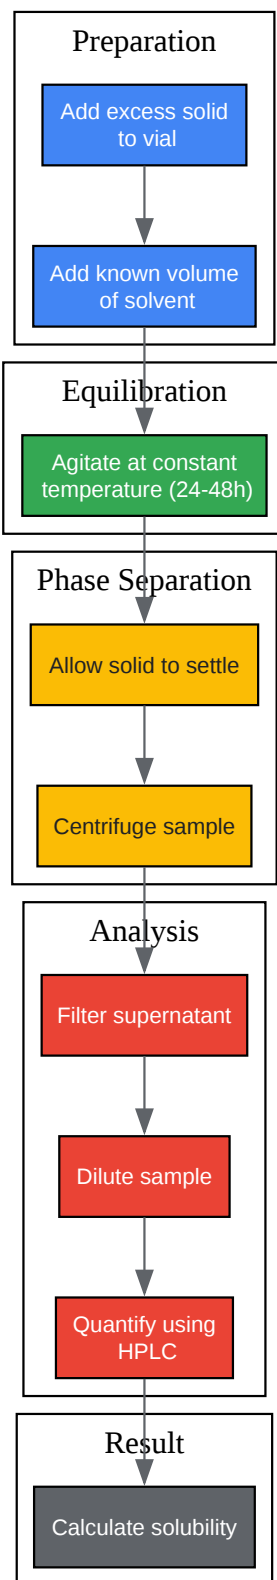 Preparation
Add excess solid
to vial
Add known volume
of solvent
Equilibration
Agitate at constant
temperature (24-48h)
Phase Separation
Allow solid to settle
Centrifuge sample
Analysis
Filter supernatant
Dilute sample
Quantify using
HPLC
Result
Calculate solubility